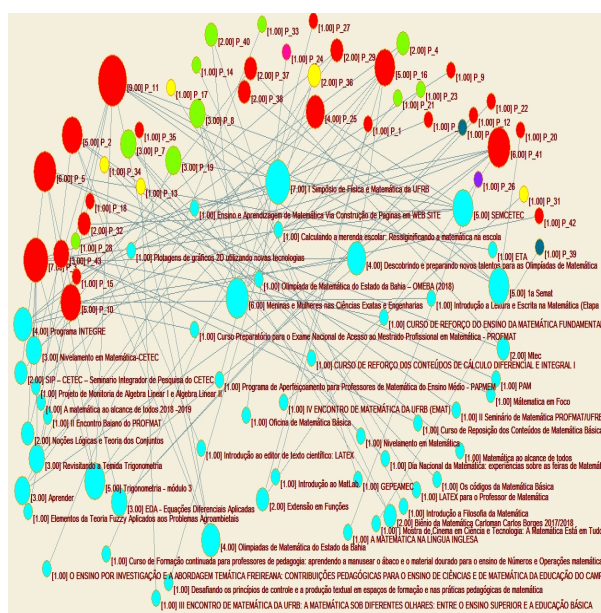 [1.00] P_27
[1.00] P_33
[2.00] P_40
[2.00] P_4
[1.00] P_24
[2.00] P_29
[1.00] P_14
[2.00] P_37
[5.00] P_16
[1.00] P_9
[9.00] P_11
[2.00] P_36
[1.00] P_17
[1.00] P_23
[2.00] P_38
[1.00] P_21
[1.00] P_22
[3.00] P_8
[4.00] P_25
[1.00] P_12
[1.00] P_1
[1.00] P
[1.00] P
[5.00] P_2
[1.00] P_35
[1.00] P_20
[3.00] P_7
[6.00] P_41
[3.00] P_19
[1.00] P_34
[6.00] P_5
[1.00] P_13
[1.00] P_26
[7.00] I Simpósio de Física e Matemática da UFRB
[1.00] P_31
[1.00] P_18
[1.00] Ensino e Aprendizagem de Matemática Via Construção de Paginas em WEB SITE
[5.00] SEMCETEC
[1.00] P_42
[2.00] P_32
[1.00] Calculando a merenda escolar: Ressignificando a matemática na escola
[1.00] P_28
[1.00] P_39
[1.00] Plotagens de gráficos 2D utilizando novas tecnologias
[1.00] ETA
[3.00] P_43
[4.00] Descobrindo e preparando novos talentos para as Olimpíadas de Matemática
[1.00] P_15
[1.00] Olimpíada de Matemática do Estado da Bahia – OMEBA (2018)
[5.00] P_10
[6.00] Meninas e Mulheres nas Ciências Exatas e Engenharias
[1.00] Introdução a Leitura e Escrita na Matemática (Etapa
[5.00] 1a Semat
[1.00] CURSO DE REFORÇO DO ENSINO DA MATEMÁTICA FUNDAMENTA
[4.00] Programa INTEGRE
[1.00] Curso Preparatório para o Exame Nacional de Acesso ao Mestrado Profissional em Matemática - PROFMAT
[3.00] Nivelamento em Matemática-CETEC
[2.00] Mtec
[1.00] CURSO DE REFORÇO DOS CONTEÚDOS DE CÁLCULO DIFERENCIAL E INTEGRAL I
[2.00] SIP – CETEC – Seminario Integrador de Pesquisa do CETEC
[1.00] Programa de Aperfeiçoamento para Professores de Matemática do Ensino Médio - PAPMEM
[1.00] PAM
[1.00] Projeto de Monitoria de Algebra Linear I e Algebra Linear II
[1.00] Mátematica em Foco
[1.00] A matemática ao alcance de todos 2018 -2019
[1.00] IV ENCONTRO DE MATEMÁTICA DA UFRB (EMAT)
[1.00] II Seminário de Matemática PROFMAT/UFRB
[1.00] II Encontro Baiano do PROFMAT
[1.00] Oficina de Matemática Básica
[1.00] Curso de Reposição dos Conteúdos de Matemática Básica
[2.00] Noções Lógicas e Teoria dos Conjuntos
[1.00] Nivelamento em Matemática
[1.00] Introdução ao editor de texto científico: LATEX
[1.00] Matemática ao alcance de todos
[3.00] Revisitando a Temida Trigonometria
[1.00] Dia Nacional da Matemática: experiências sobre as feiras de Matemáti
[1.00] Introdução ao MatLab
[1.00] GEPEAMEC
[5.00] Trigonometria - módulo 3
[1.00] Os códigos da Matemática Básica
[3.00] Aprender
[1.00] LATEX para o Professor de Matemática
[3.00] EDA - Equações Diferenciais Aplicadas
[2.00] Extensão em Funções
[1.00] Elementos da Teoria Fuzzy Aplicados aos Problemas Agroambietais
[1.00] Introdução a Filosofia da Matemática
[2.00] Biênio da Matemática Carloman Carlos Borges 2017/2018
[1.00] Mostra de Cinema em Ciência e Tecnologia: A Matemática Está em Tud
[1.00] A MATEMÁTICA NA LÍNGUA INGLESA
[4.00] Olimpíadas de Matemática do Estado da Bahia
[1.00] Curso de Formação continuada para professores de pedagogia: aprendendo a manusear o ábaco e o material dourado para o ensino de Números e Operações matemátic
[1.00] O ENSINO POR INVESTIGAÇÃO E A ABORDAGEM TEMÁTICA FREIREANA: CONTRIBUIÇÕES PEDAGÓGICAS PARA O ENSINO DE CIÊNCIAS E DE MATEMÁTICA DA EDUCAÇÃO DO CAMP
[1.00] Desafiando os princípios de controle e a produção textual em espaços de formação e nas práticas pedagógicas de matemática
[1.00] III ENCONTRO DE MATEMÁTICA DA UFRB: A MATEMÁTICA SOB DIFERENTES OLHARES: ENTRE O ENSINO SUPERIOR E A EDUCAÇÃO BÁSICA